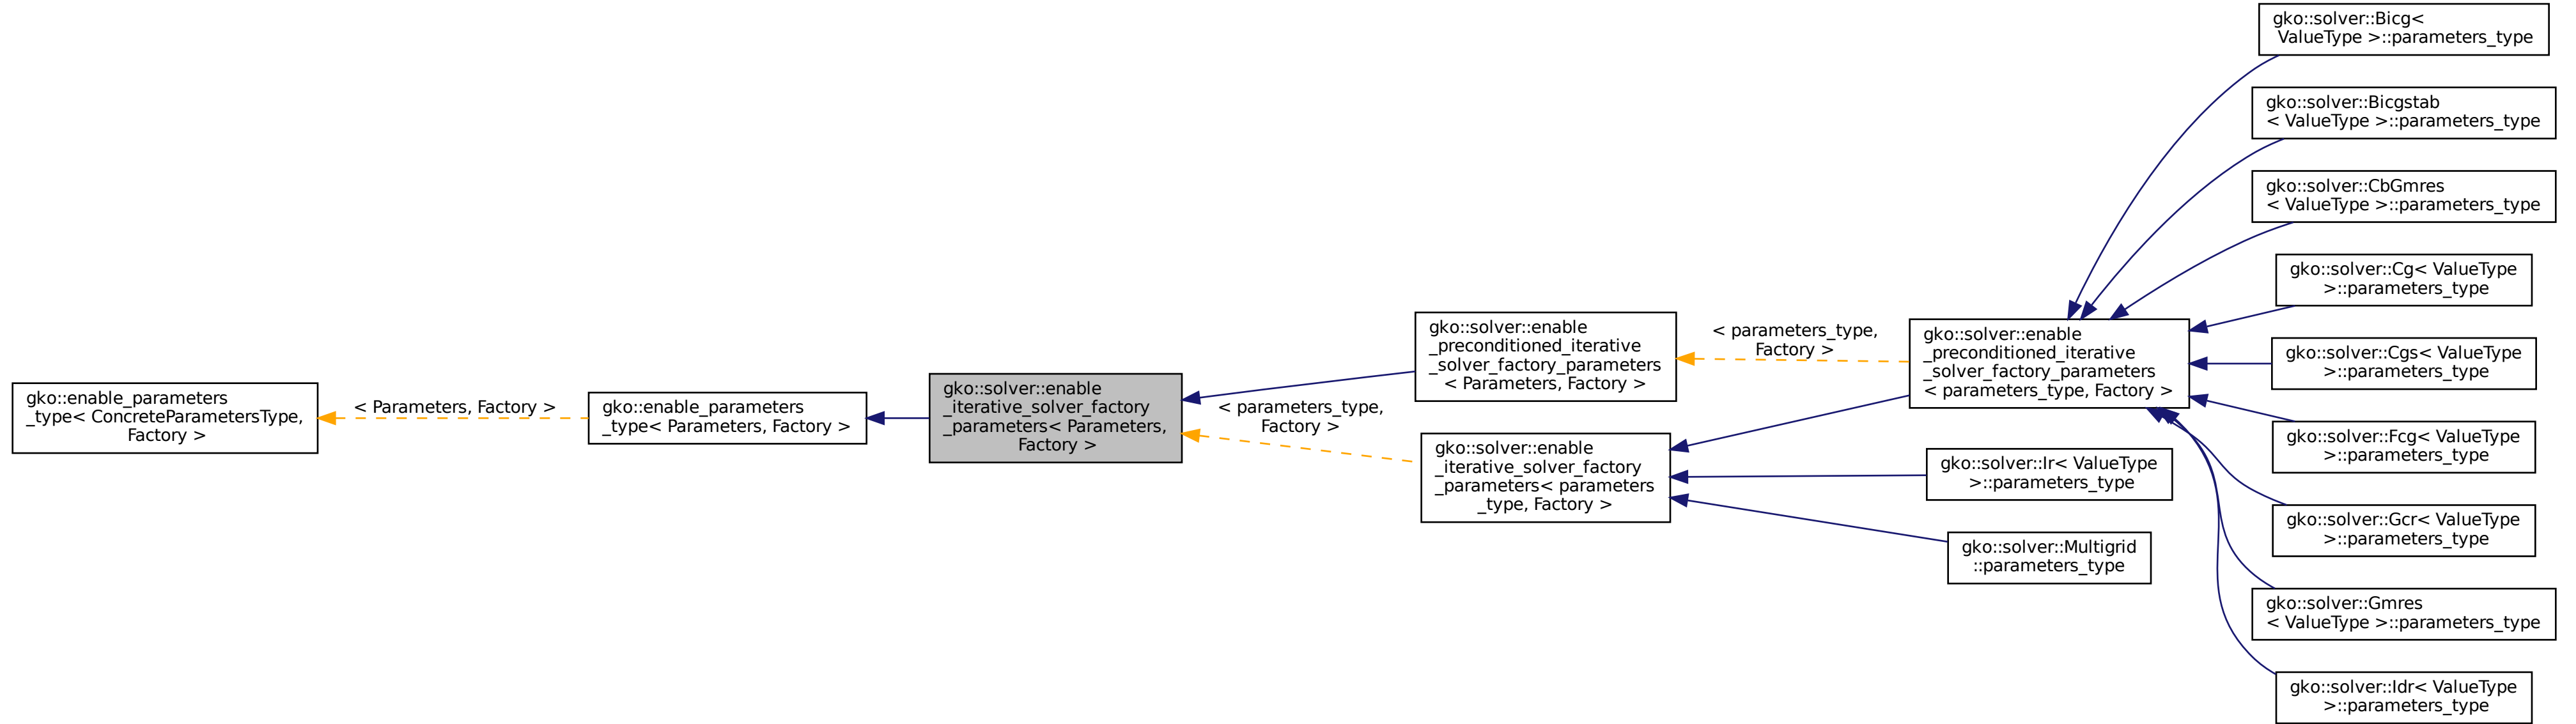 gko::enable_parameters
_type< ConcreteParametersType,
Factory >
< Parameters, Factory >
gko::enable_parameters
_type< Parameters, Factory >
gko::solver::enable
_iterative_solver_factory
_parameters< Parameters,
Factory >
< parameters_type,
Factory >
gko::solver::enable
_preconditioned_iterative
_solver_factory_parameters
< Parameters, Factory >
gko::solver::enable
_iterative_solver_factory
_parameters< parameters
_type, Factory >
< parameters_type,
Factory >
gko::solver::enable
_preconditioned_iterative
_solver_factory_parameters
< parameters_type, Factory >
gko::solver::Ir< ValueType
>::parameters_type
gko::solver::Multigrid
::parameters_type
gko::solver::Bicg<
ValueType >::parameters_type
gko::solver::Bicgstab
< ValueType >::parameters_type
gko::solver::CbGmres
< ValueType >::parameters_type
gko::solver::Cg< ValueType
>::parameters_type
gko::solver::Cgs< ValueType
>::parameters_type
gko::solver::Fcg< ValueType
>::parameters_type
gko::solver::Gcr< ValueType
>::parameters_type
gko::solver::Gmres
< ValueType >::parameters_type
gko::solver::Idr< ValueType
>::parameters_type